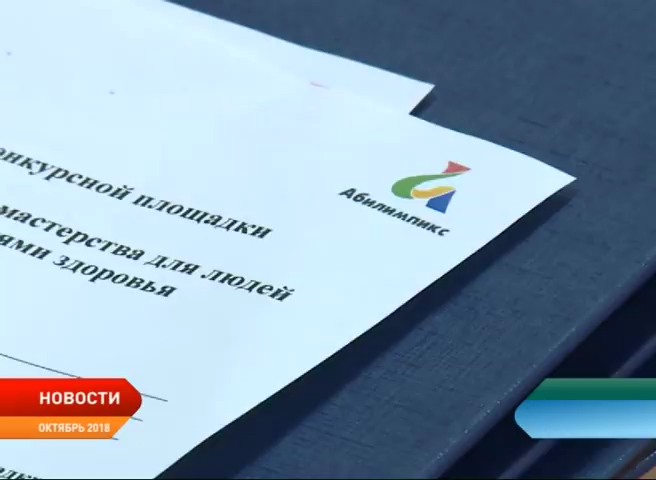 онкурсной площадки
Абилимпикс
мастерства для людей
ями здоровья
НОВОСТИ
ОКТЯБРЬ 2018